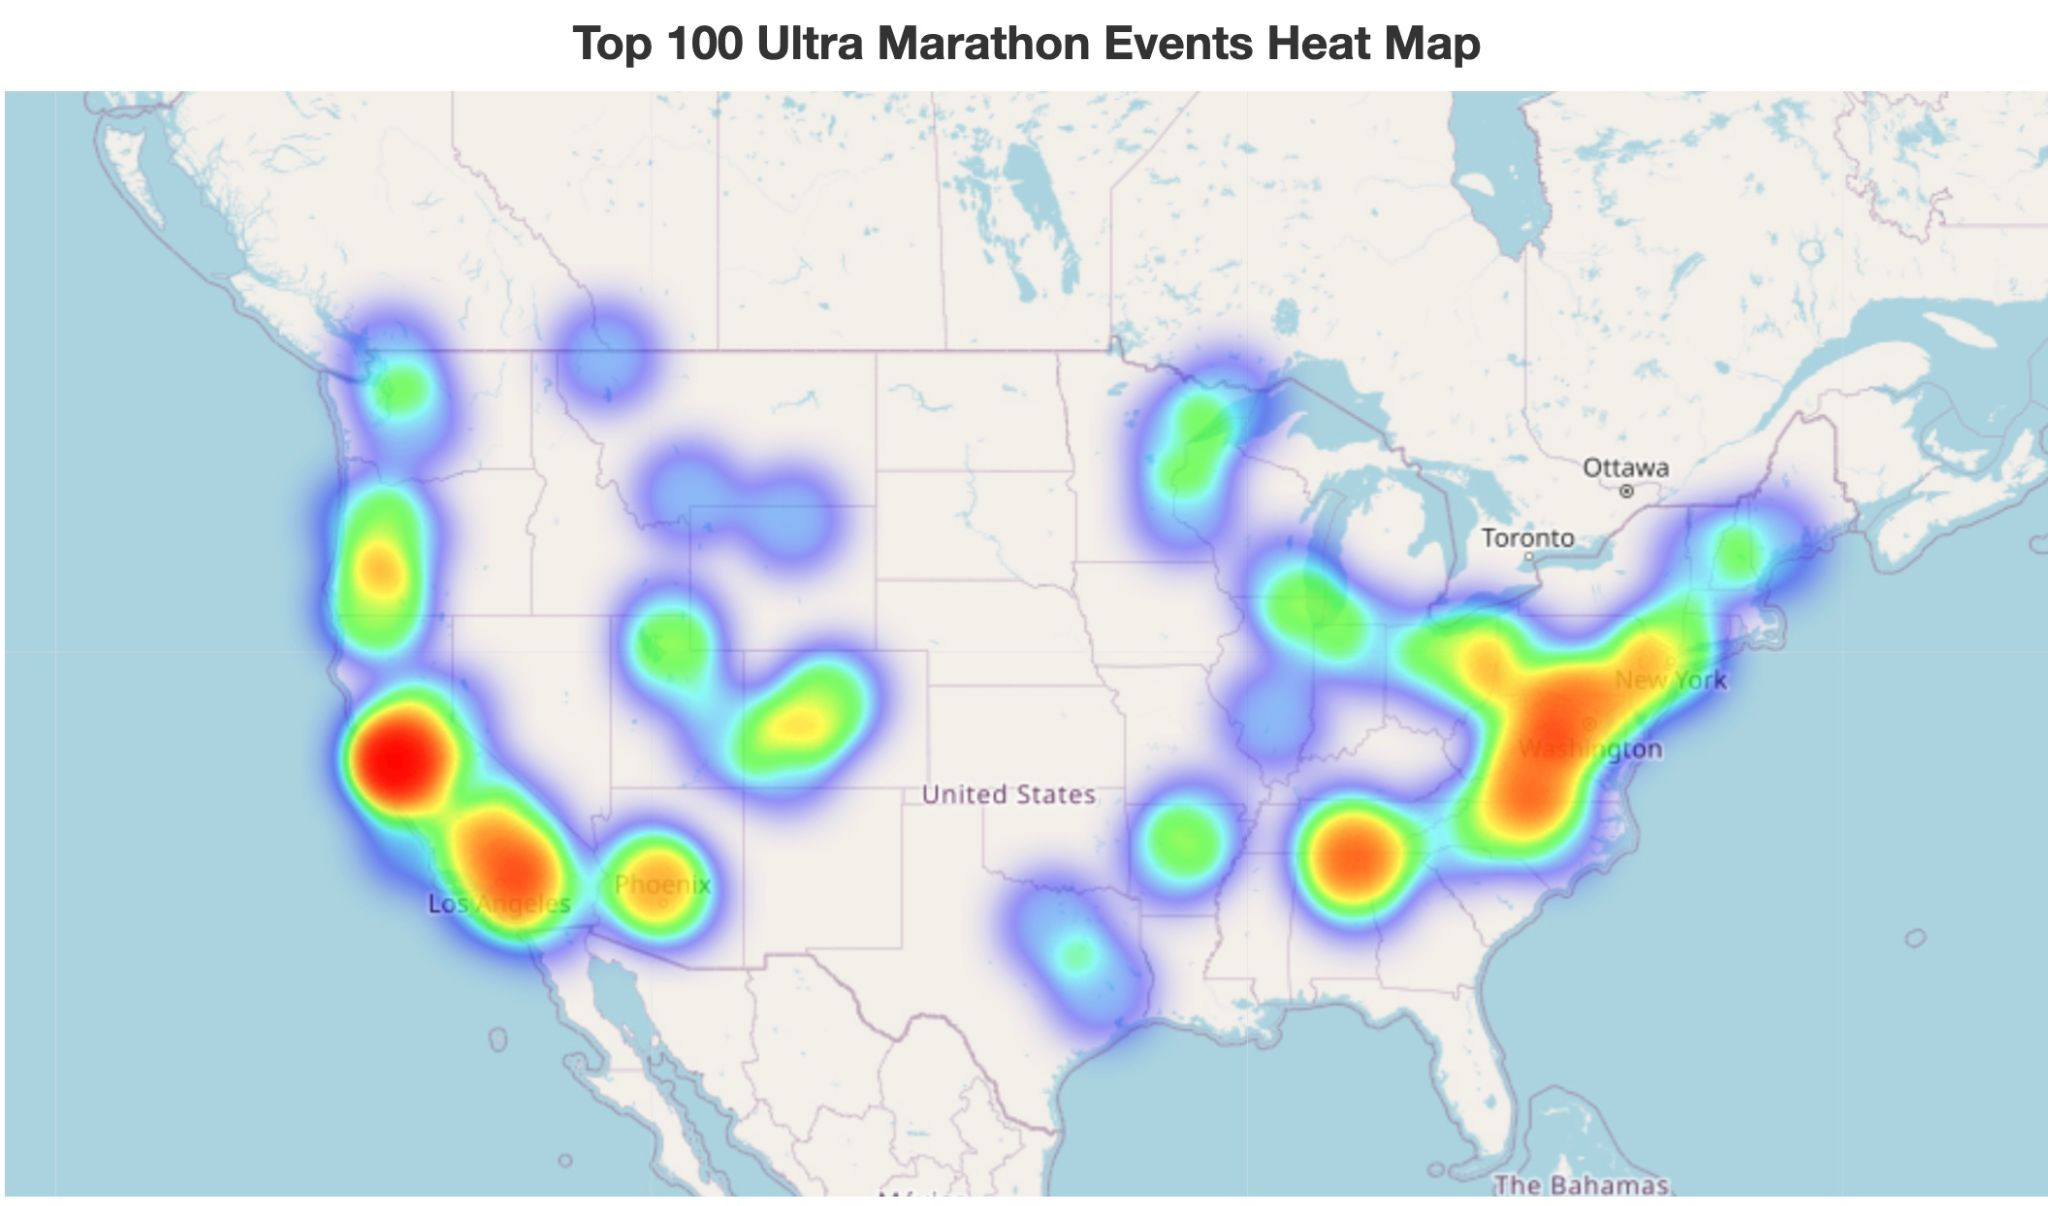 Top 100 Ultra Marathon Events Heat Map
Ottawa
Toronto
New York
Washington
United States
Phoenix
Los Angeles
The Bahamas